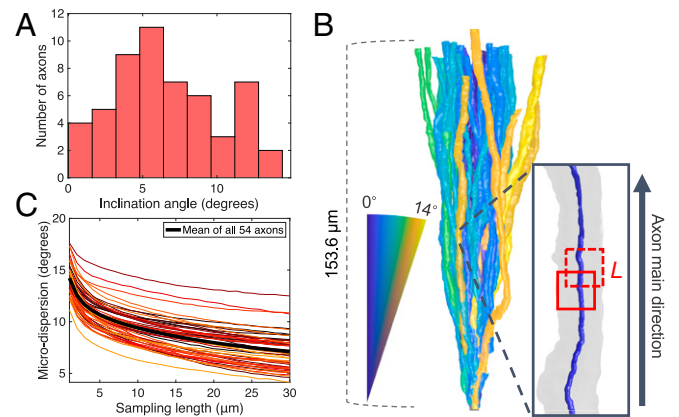 A
12
10
8
6
4
2
0
Number of axons
0 5 10
Inclination angle (degrees)
B
153.6 µm
0° 14°
L
Axon main direction
C
20
15
10
5
Micro-dispersion (degrees)
Mean of all 54 axons
5 10 15 20 25 30
Sampling length (µm)